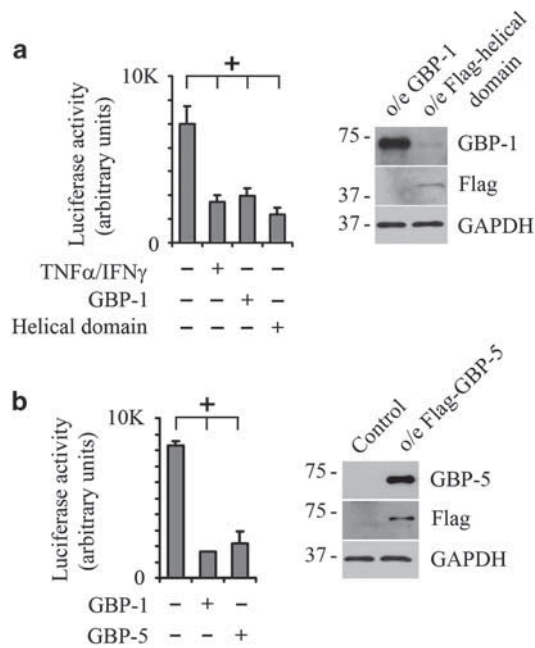 a
Luciferase activity
(arbitrary units)
10K
0
+
TNFα/IFNγ − + − −
GBP-1 − − + −
Helical domain − − − +
o/e GBP-1
o/e Flag-helical
domain
75 - GBP-1
37 - Flag
37 - GAPDH
b
Luciferase activity
(arbitrary units)
10K
0
+
GBP-1 − + −
GBP-5 − − +
Control
o/e Flag-GBP-5
75 - GBP-5
75 - Flag
37 - GAPDH